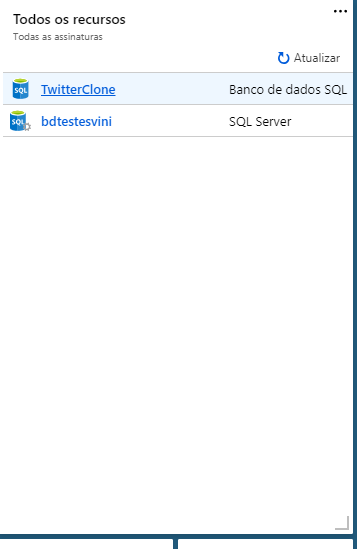 Todos os recursos
Todas as assinaturas
Atualizar
SQL TwitterClone Banco de dados SQL
SQL bdtestesvini SQL Server